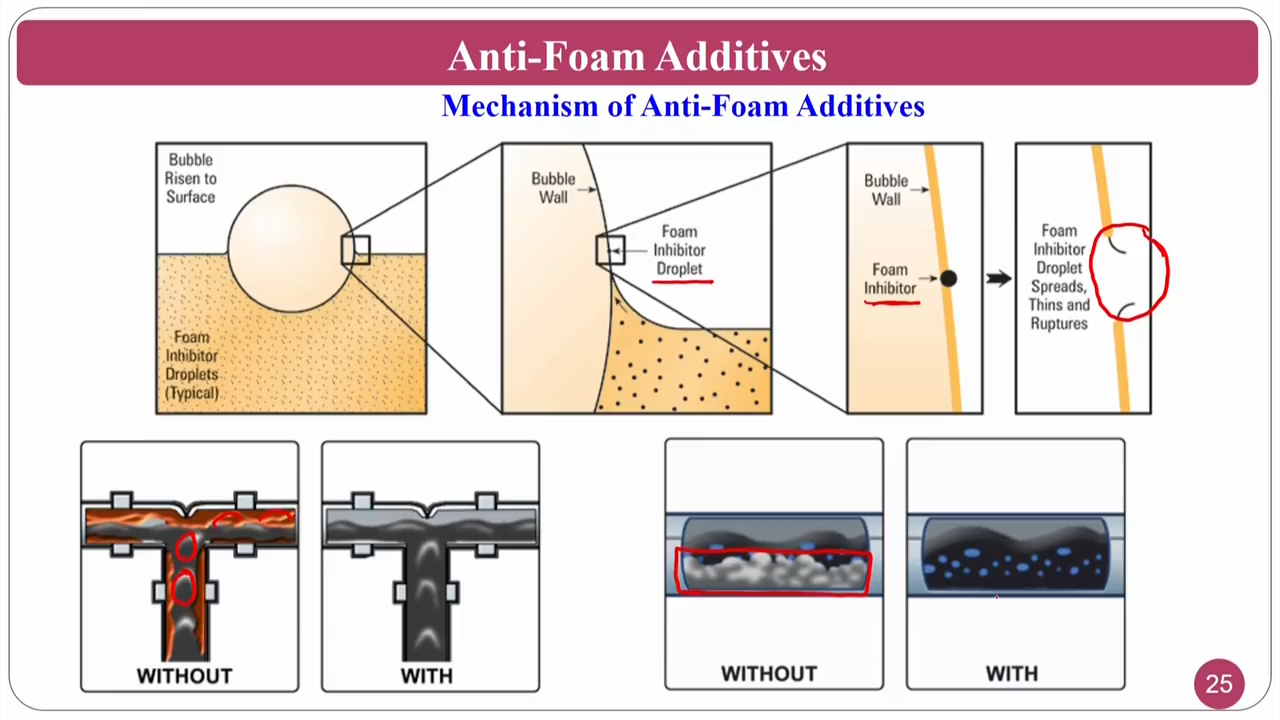 Anti-Foam Additives
Mechanism of Anti-Foam Additives
Bubble
Risen to
Surface
Foam
Inhibitor
Droplets
(Typical)
Bubble
Wall
Foam
Inhibitor
Droplet
Bubble
Wall
Foam
Inhibitor
Foam
Inhibitor
Droplet
Spreads,
Thins and
Ruptures
WITHOUT
WITH
WITHOUT
WITH
25